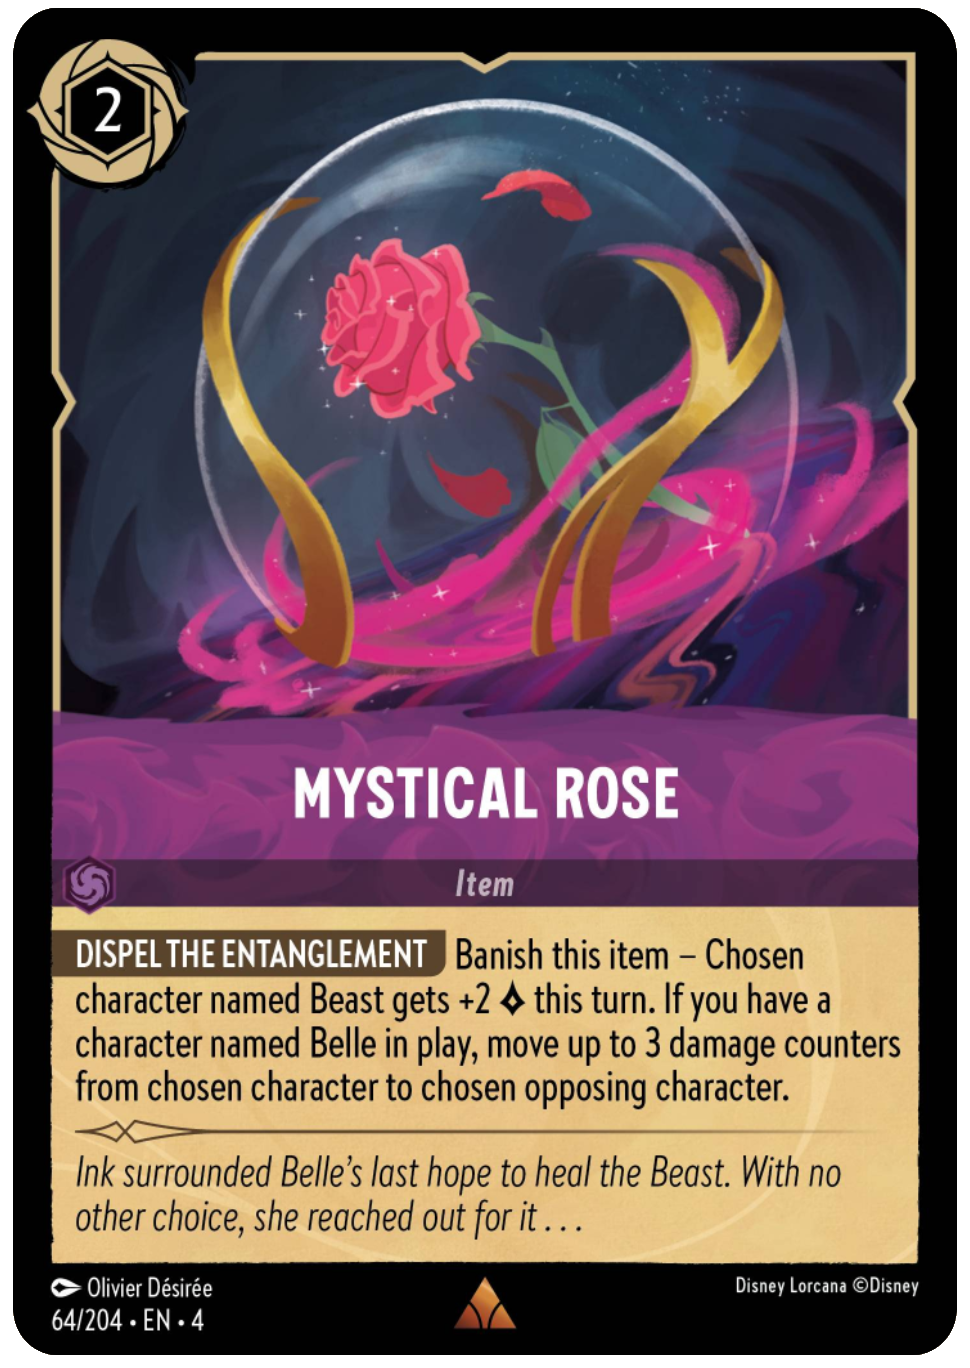 2
MYSTICAL ROSE
Item
DISPEL THE ENTANGLEMENT Banish this item – Chosen
character named Beast gets +2 this turn. If you have a
character named Belle in play, move up to 3 damage counters
from chosen character to chosen opposing character.
Ink surrounded Belle’s last hope to heal the Beast. With no
other choice, she reached out for it . . .
Olivier Désirée
64/204 • EN • 4
Disney Lorcana ©Disney